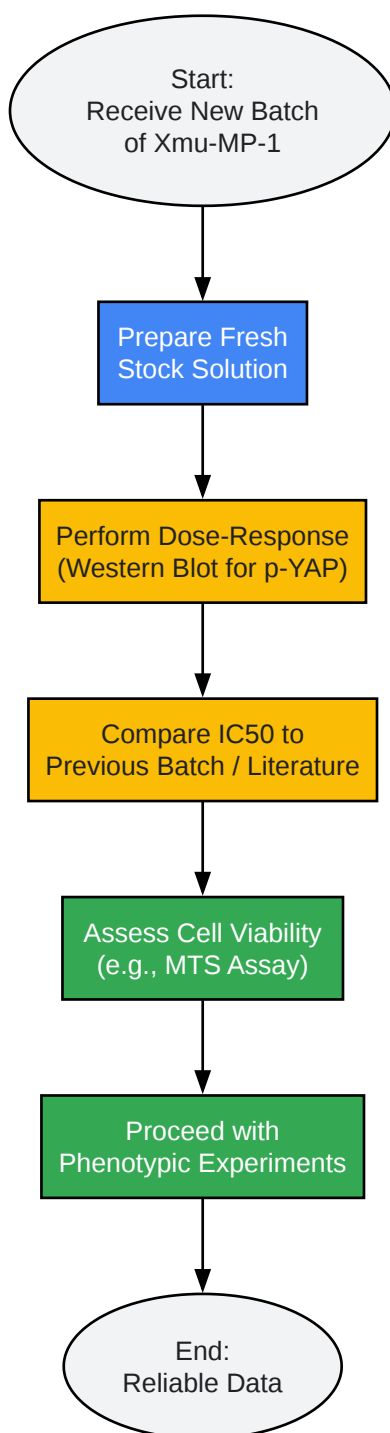 Start:
Receive New Batch
of Xmu-MP-1
Prepare Fresh
Stock Solution
Perform Dose-Response
(Western Blot for p-YAP)
Compare IC50 to
Previous Batch / Literature
Assess Cell Viability
(e.g., MTS Assay)
Proceed with
Phenotypic Experiments
End:
Reliable Data